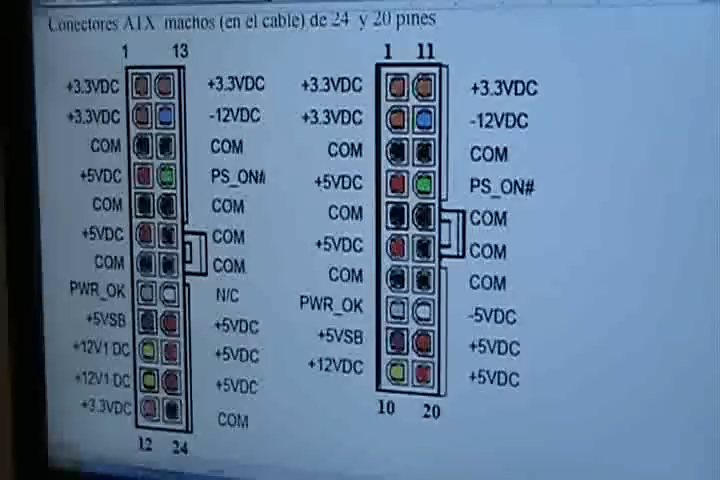 Conectores ATX machos (en el cable) de 24 y 20 pines
1 13
+3.3VDC +3.3VDC
+3.3VDC -12VDC
COM COM
+5VDC PS_ON#
COM COM
+5VDC COM
COM COM
PWR_OK N/C
+5VSB +5VDC
+12V1 DC +5VDC
+12V1 DC +5VDC
+3.3VDC COM
12 24
1 11
+3.3VDC +3.3VDC
+3.3VDC -12VDC
COM COM
+5VDC PS_ON#
COM COM
+5VDC COM
COM COM
PWR_OK -5VDC
+5VSB +5VDC
+12VDC +5VDC
10 20